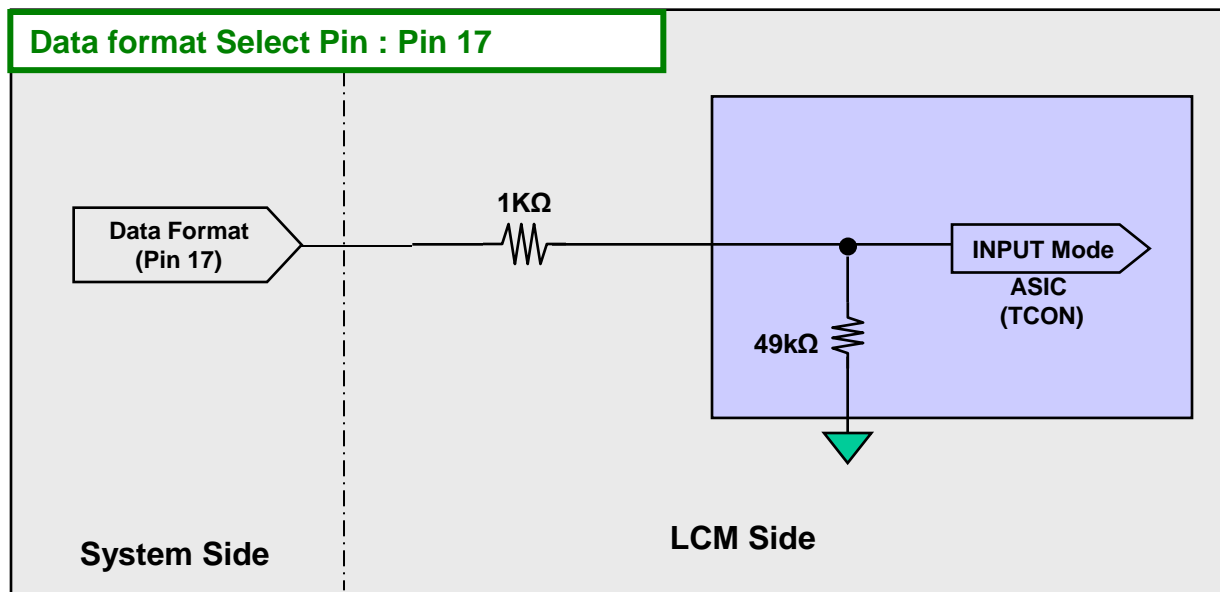 Data format Select Pin : Pin 17
1KΩ
Data Format
(Pin 17)
INPUT Mode
ASIC
(TCON)
49kΩ
System Side
LCM Side